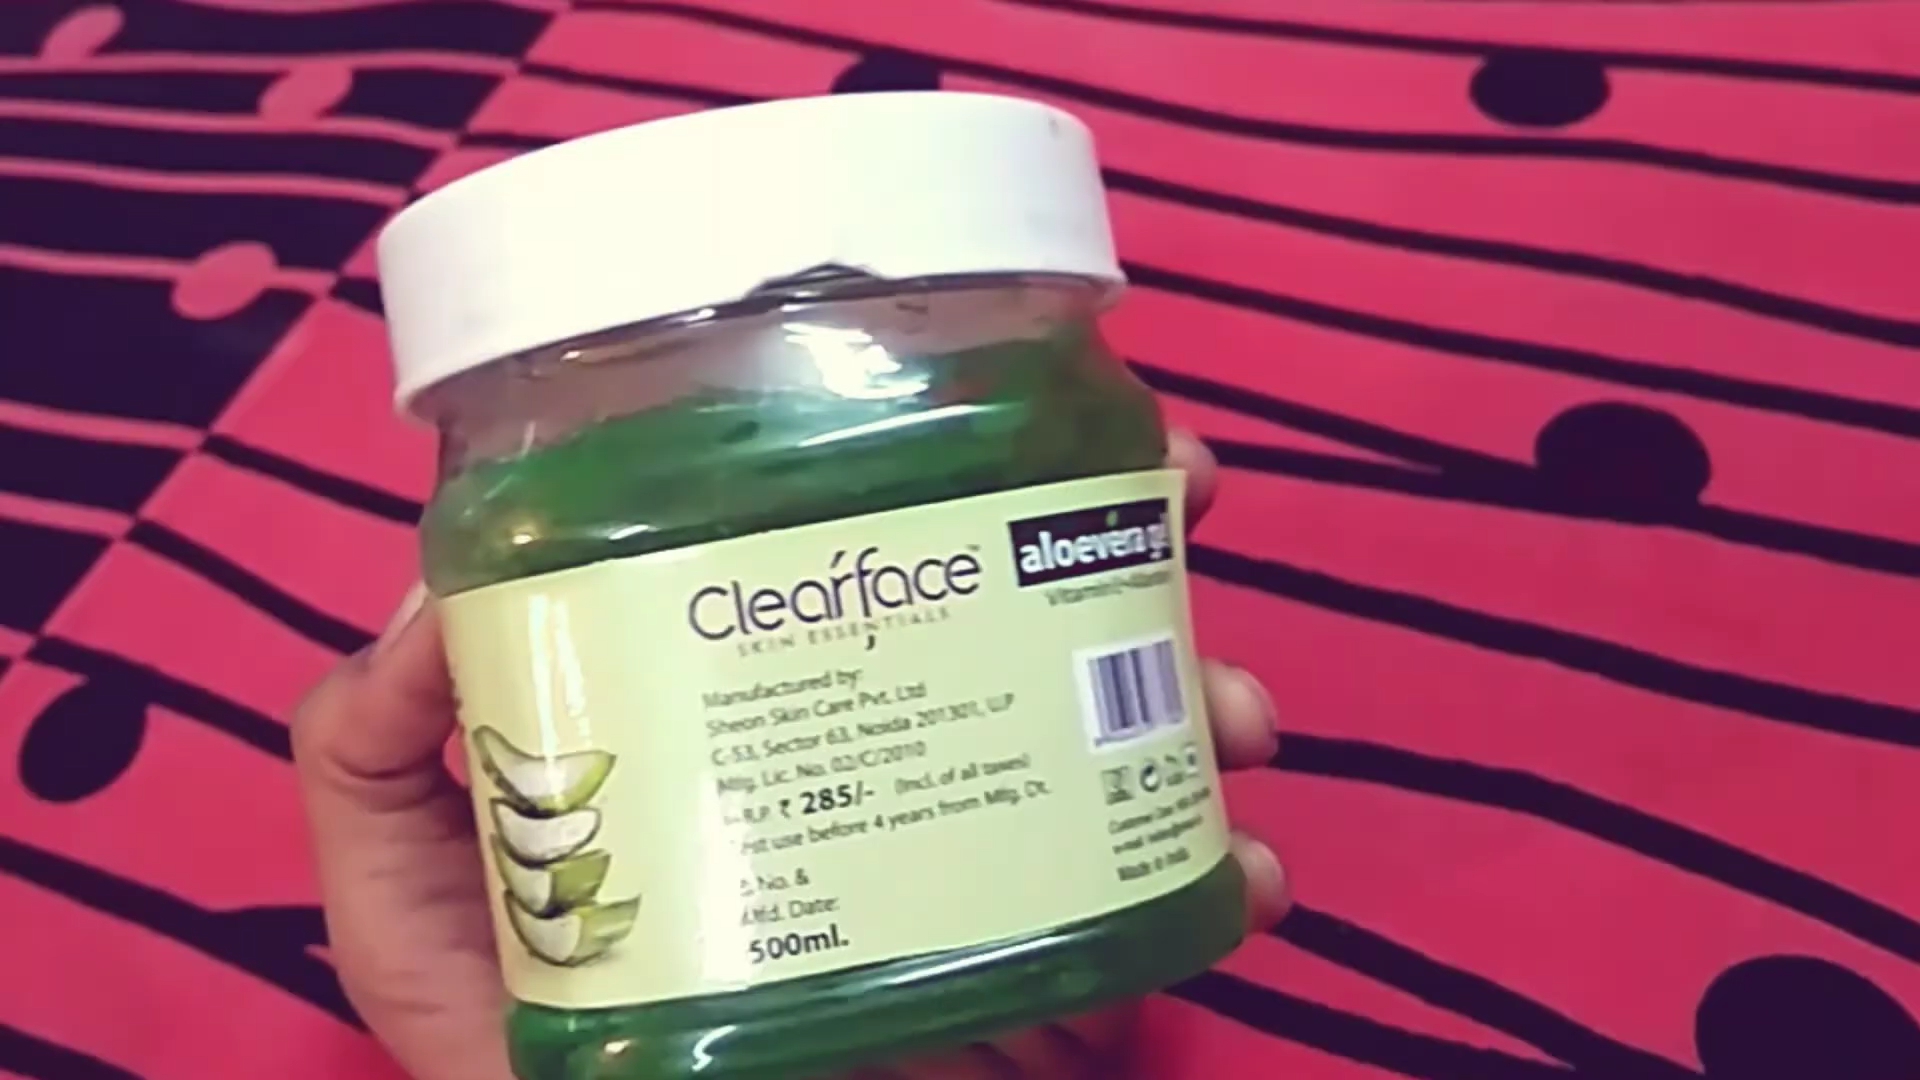 Clearface™
SKIN ESSENTIALS
aloevera
Manufactured by:
Sheon Skin Care Pvt. Ltd
C-53, Sector 63, Noida 201301, U.P
Mfg. Lic. No. 02/C/2010
R.P. ₹ 285/- (Incl. of all taxes)
use before 4 years from Mfg. Dt.
No. &
Mfd. Date:
500ml.
Made in India